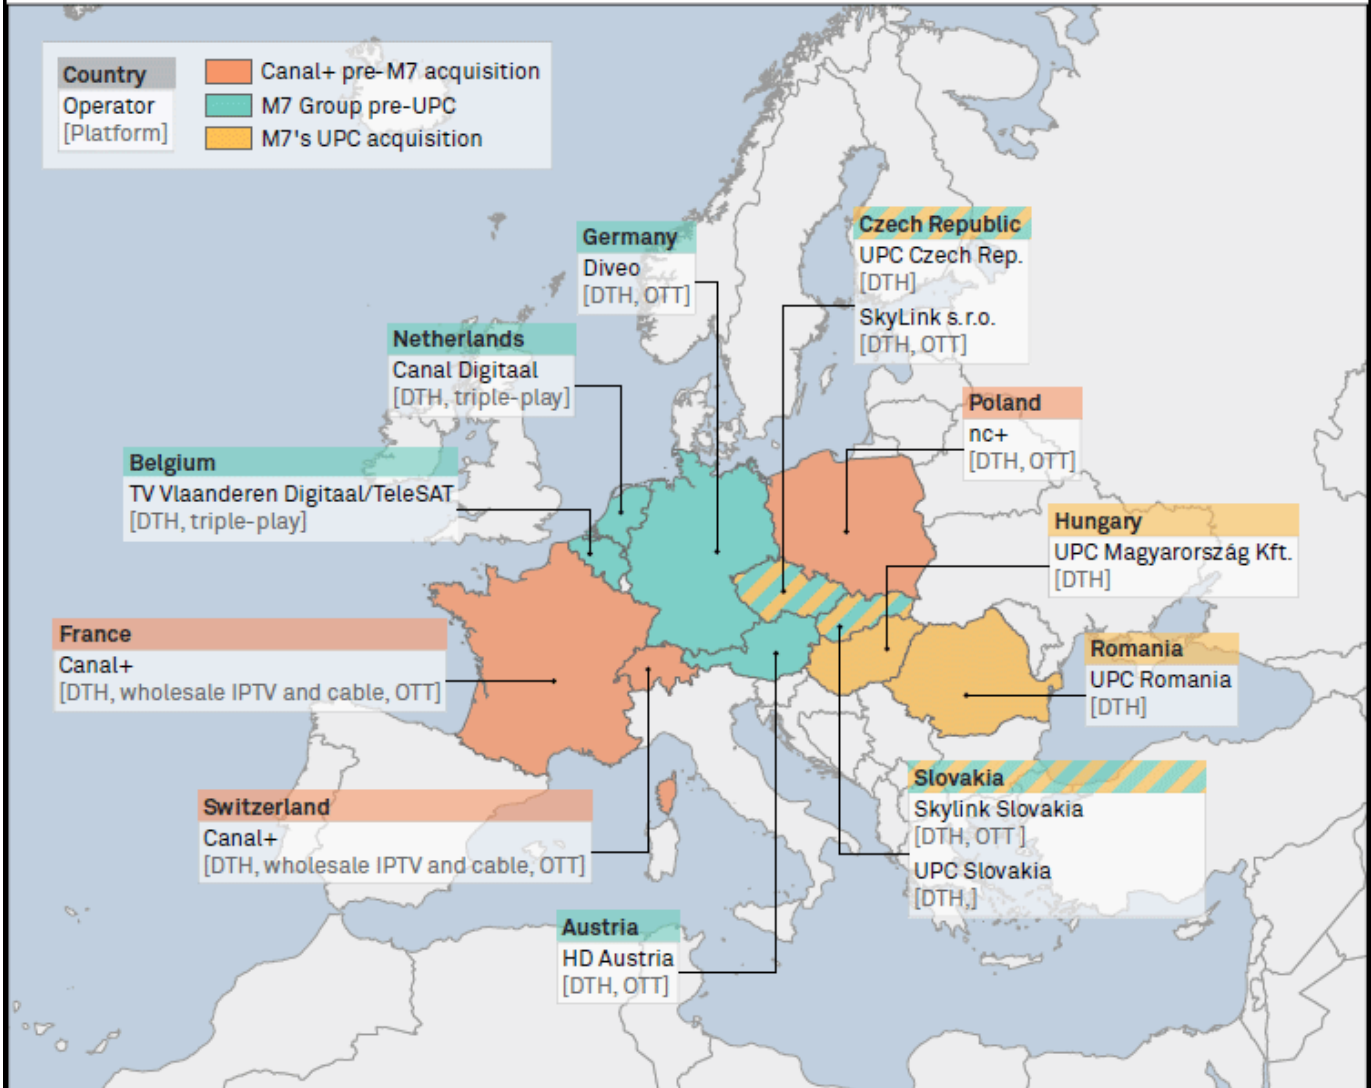 Country
Operator
[Platform]
Canal+ pre-M7 acquisition
M7 Group pre-UPC
M7's UPC acquisition
Germany
Diveo
[DTH, OTT]
Czech Republic
UPC Czech Rep.
[DTH]
SkyLink s.r.o.
[DTH, OTT]
Netherlands
Canal Digitaal
[DTH, triple-play]
Poland
nc+
[DTH, OTT]
Belgium
TV Vlaanderen Digitaal/TeleSAT
[DTH, triple-play]
Hungary
UPC Magyarország Kft.
[DTH]
France
Canal+
[DTH, wholesale IPTV and cable, OTT]
Romania
UPC Romania
[DTH]
Switzerland
Canal+
[DTH, wholesale IPTV and cable, OTT]
Slovakia
Skylink Slovakia
[DTH, OTT ]
UPC Slovakia
[DTH,]
Austria
HD Austria
[DTH, OTT]